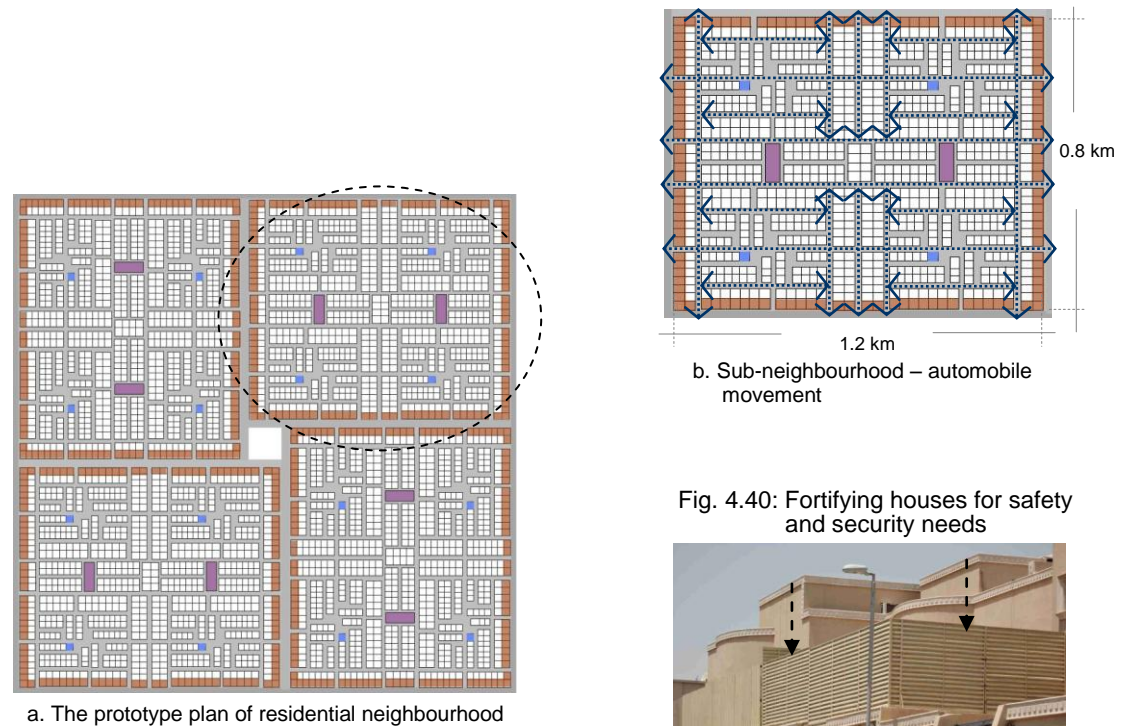 0.8 km
1.2 km
b. Sub-neighbourhood – automobile
movement
Fig. 4.40: Fortifying houses for safety
and security needs
a. The prototype plan of residential neighbourhood